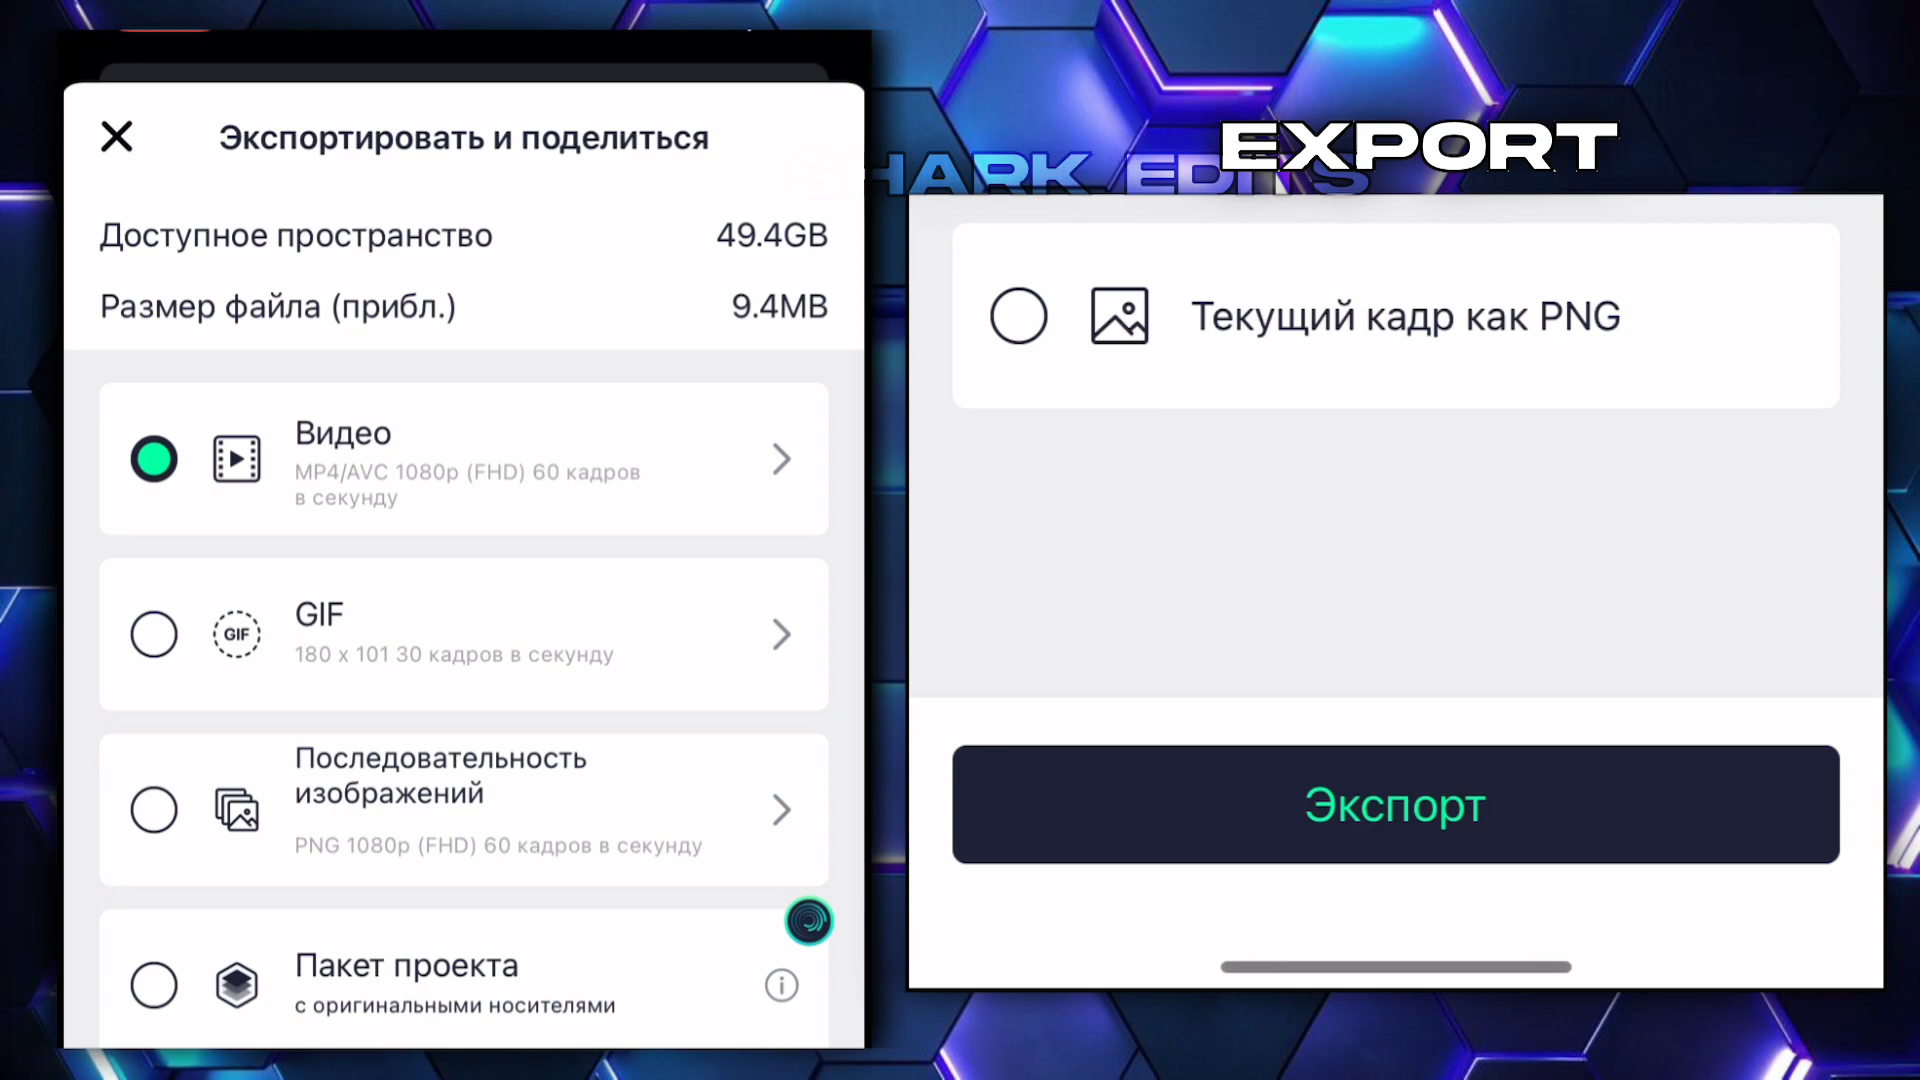 Экспортировать и поделиться
Доступное пространство 49.4GB
Размер файла (прибл.) 9.4MB
Видео
MP4/AVC 1080p (FHD) 60 кадров
в секунду
GIF
GIF
180 x 101 30 кадров в секунду
Последовательность
изображений
PNG 1080p (FHD) 60 кадров в секунду
Пакет проекта
с оригинальными носителями
EXPORT
EDITS
Текущий кадр как PNG
Экспорт